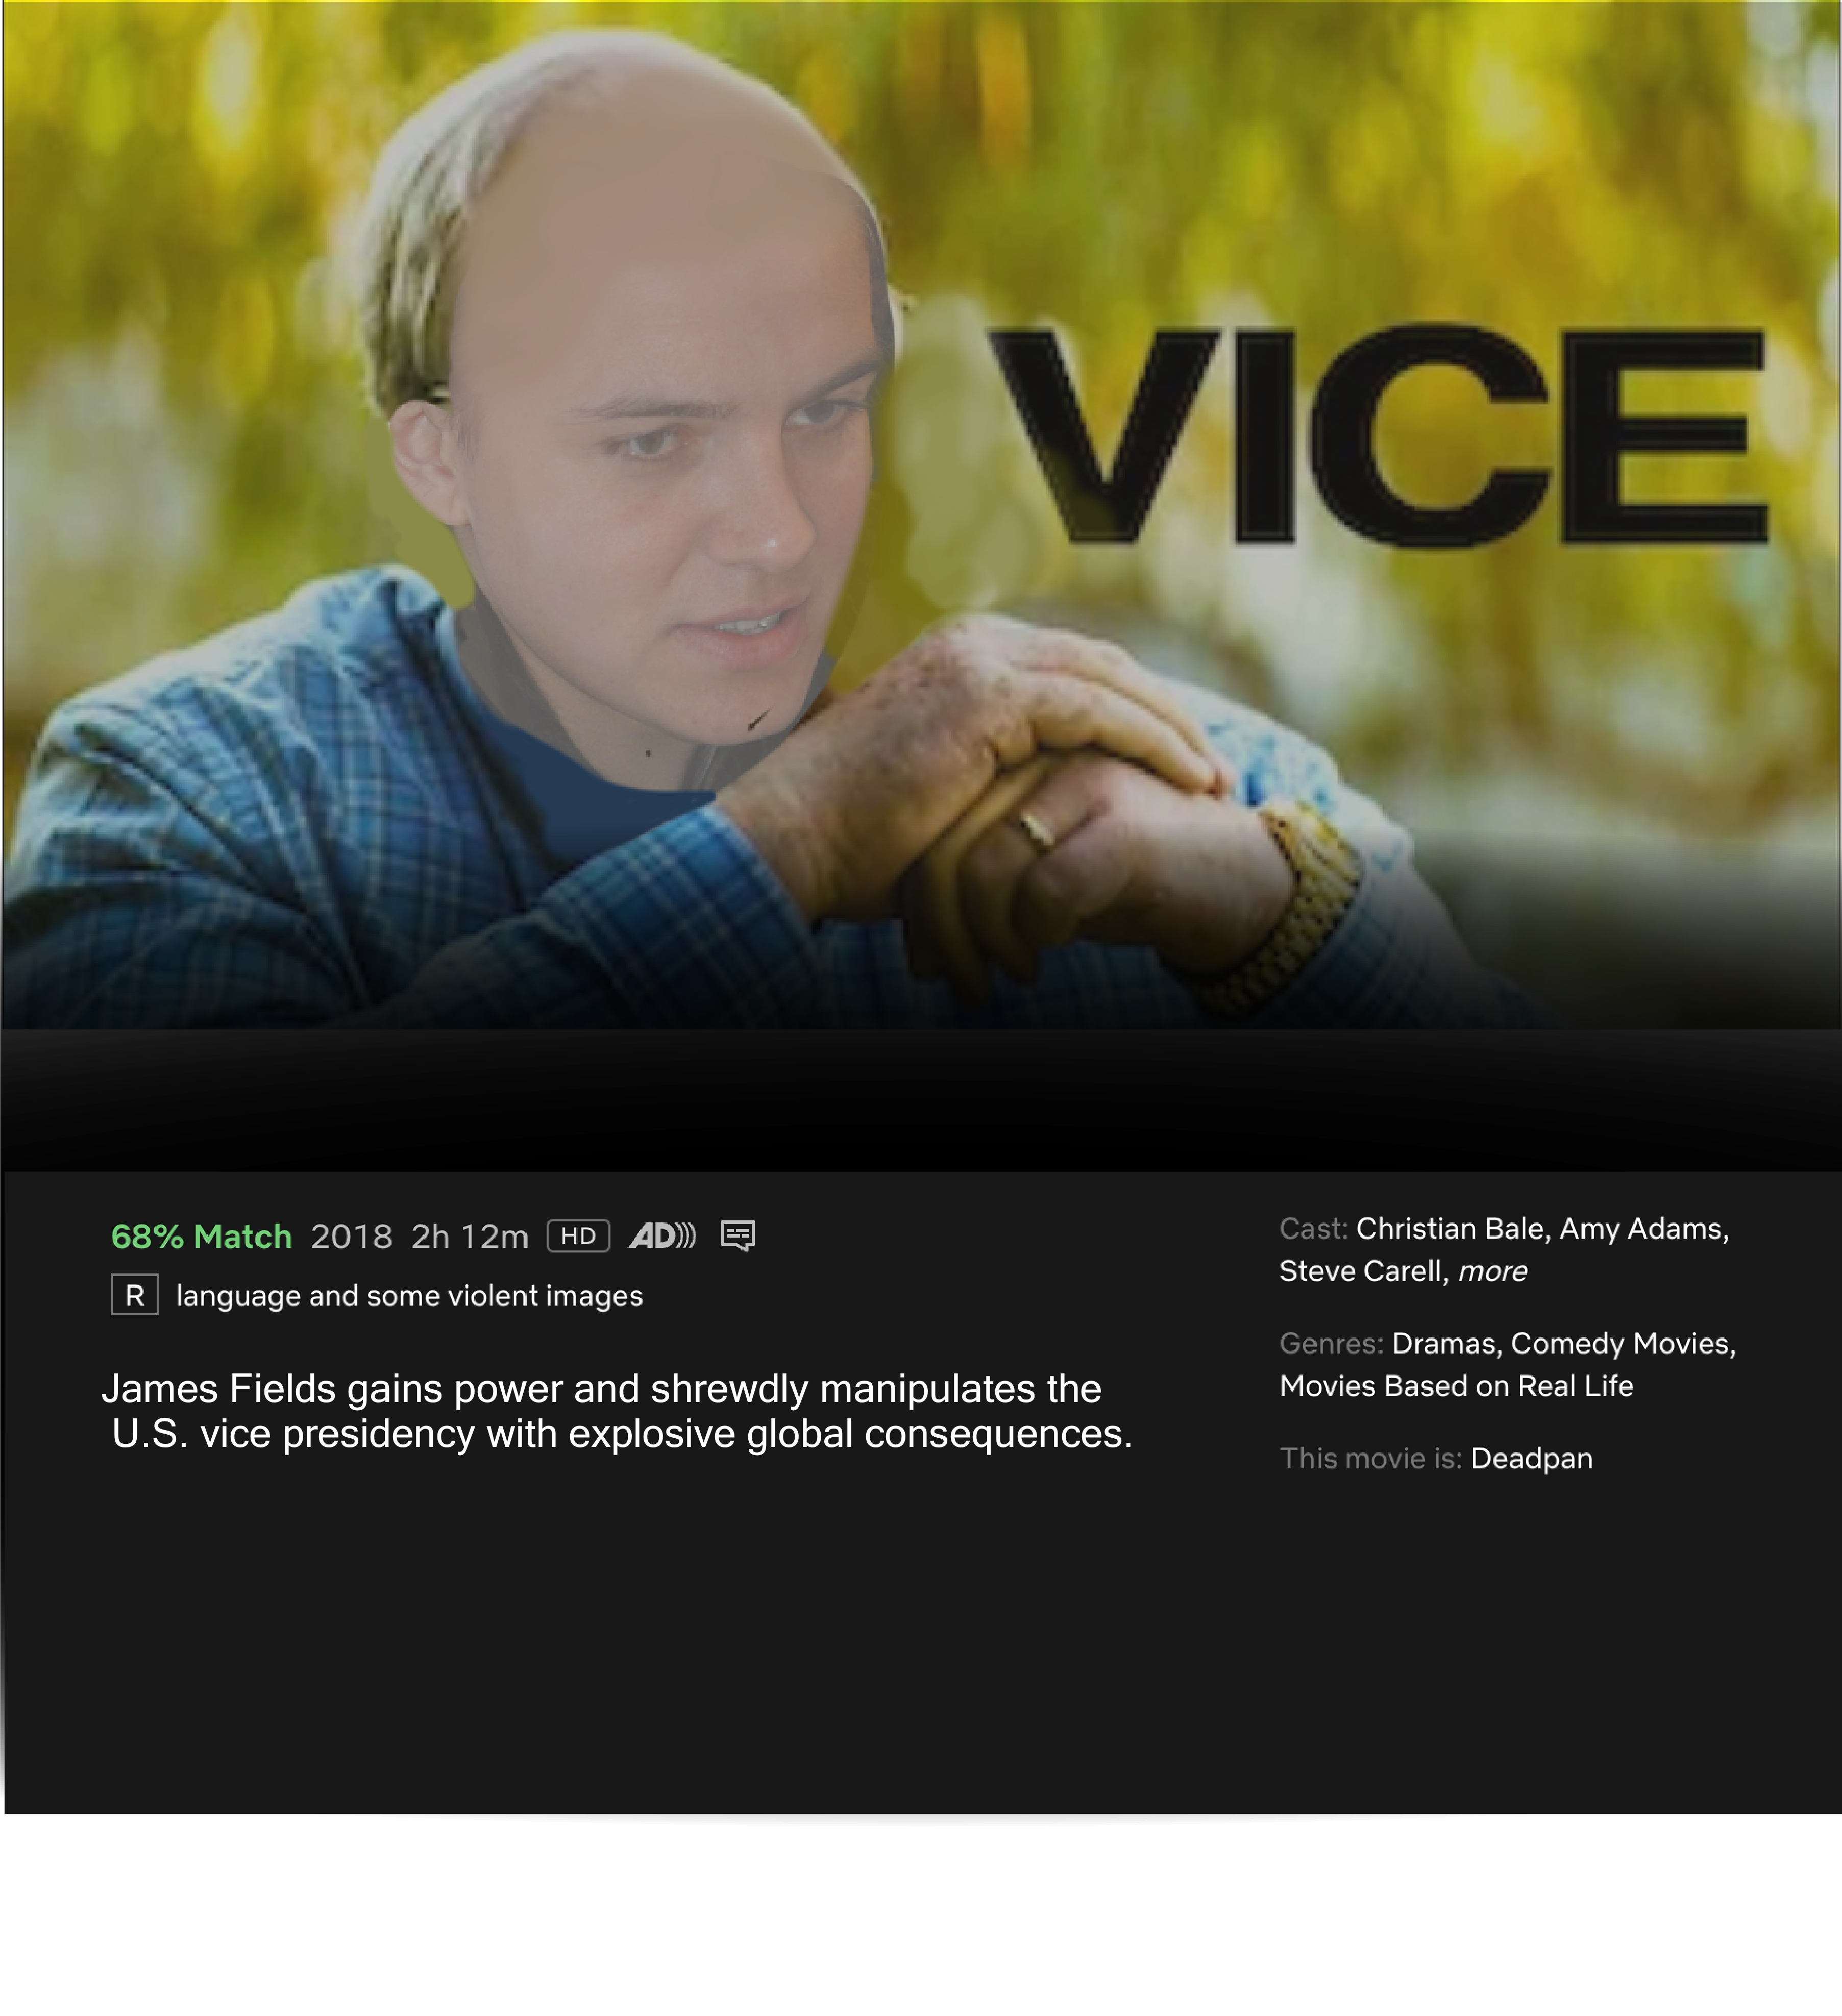 VICE
68% Match 2018 2h 12m HD AD)))
R language and some violent images
James Fields gains power and shrewdly manipulates the
U.S. vice presidency with explosive global consequences.
Cast: Christian Bale, Amy Adams,
Steve Carell, more
Genres: Dramas, Comedy Movies,
Movies Based on Real Life
This movie is: Deadpan